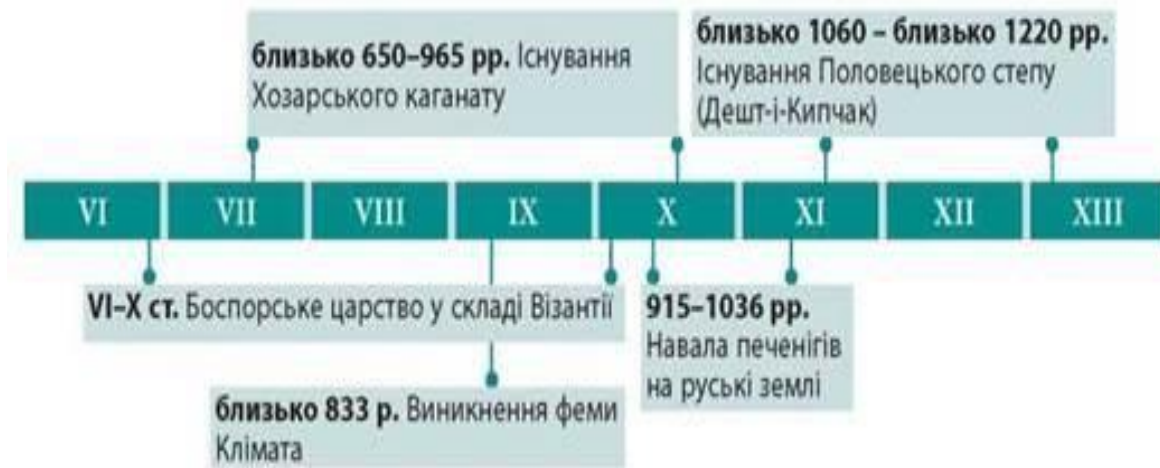 близько 650–965 рр. Існування
Хозарського каганату
близько 1060 – близько 1220 рр.
Існування Половецького степу
(Дешт-і-Кипчак)
VI VII VIII IX X XI XII XIII
VI–X ст. Боспорське царство у складі Візантії
915–1036 рр.
Навала печенігів
на руські землі
близько 833 р. Виникнення феми
Клімата